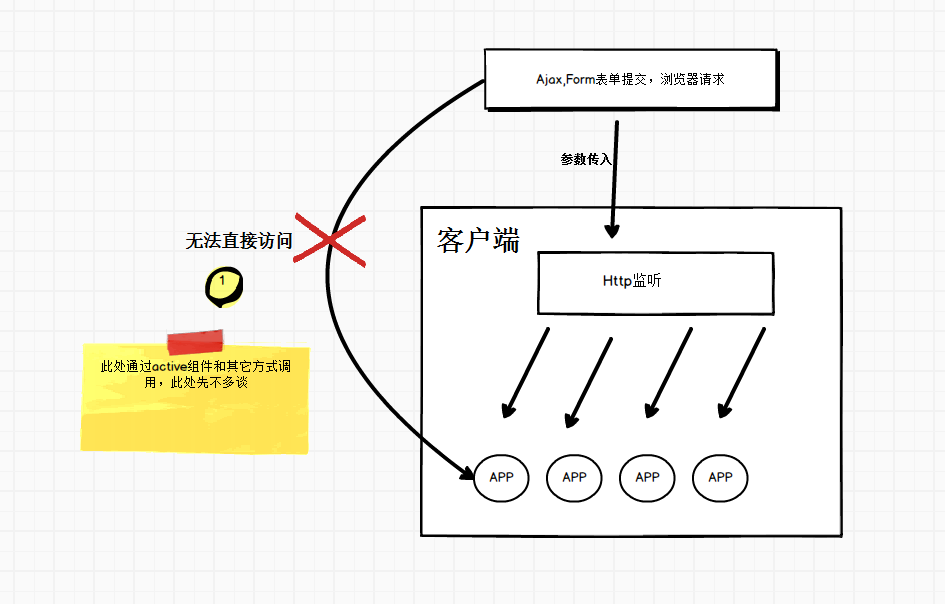 Ajax,Form表单提交，浏览器请求
参数传入
无法直接访问
客户端
Http监听
1
此处通过active组件和其它方式调
用，此处先不多谈
APP
APP
APP
APP